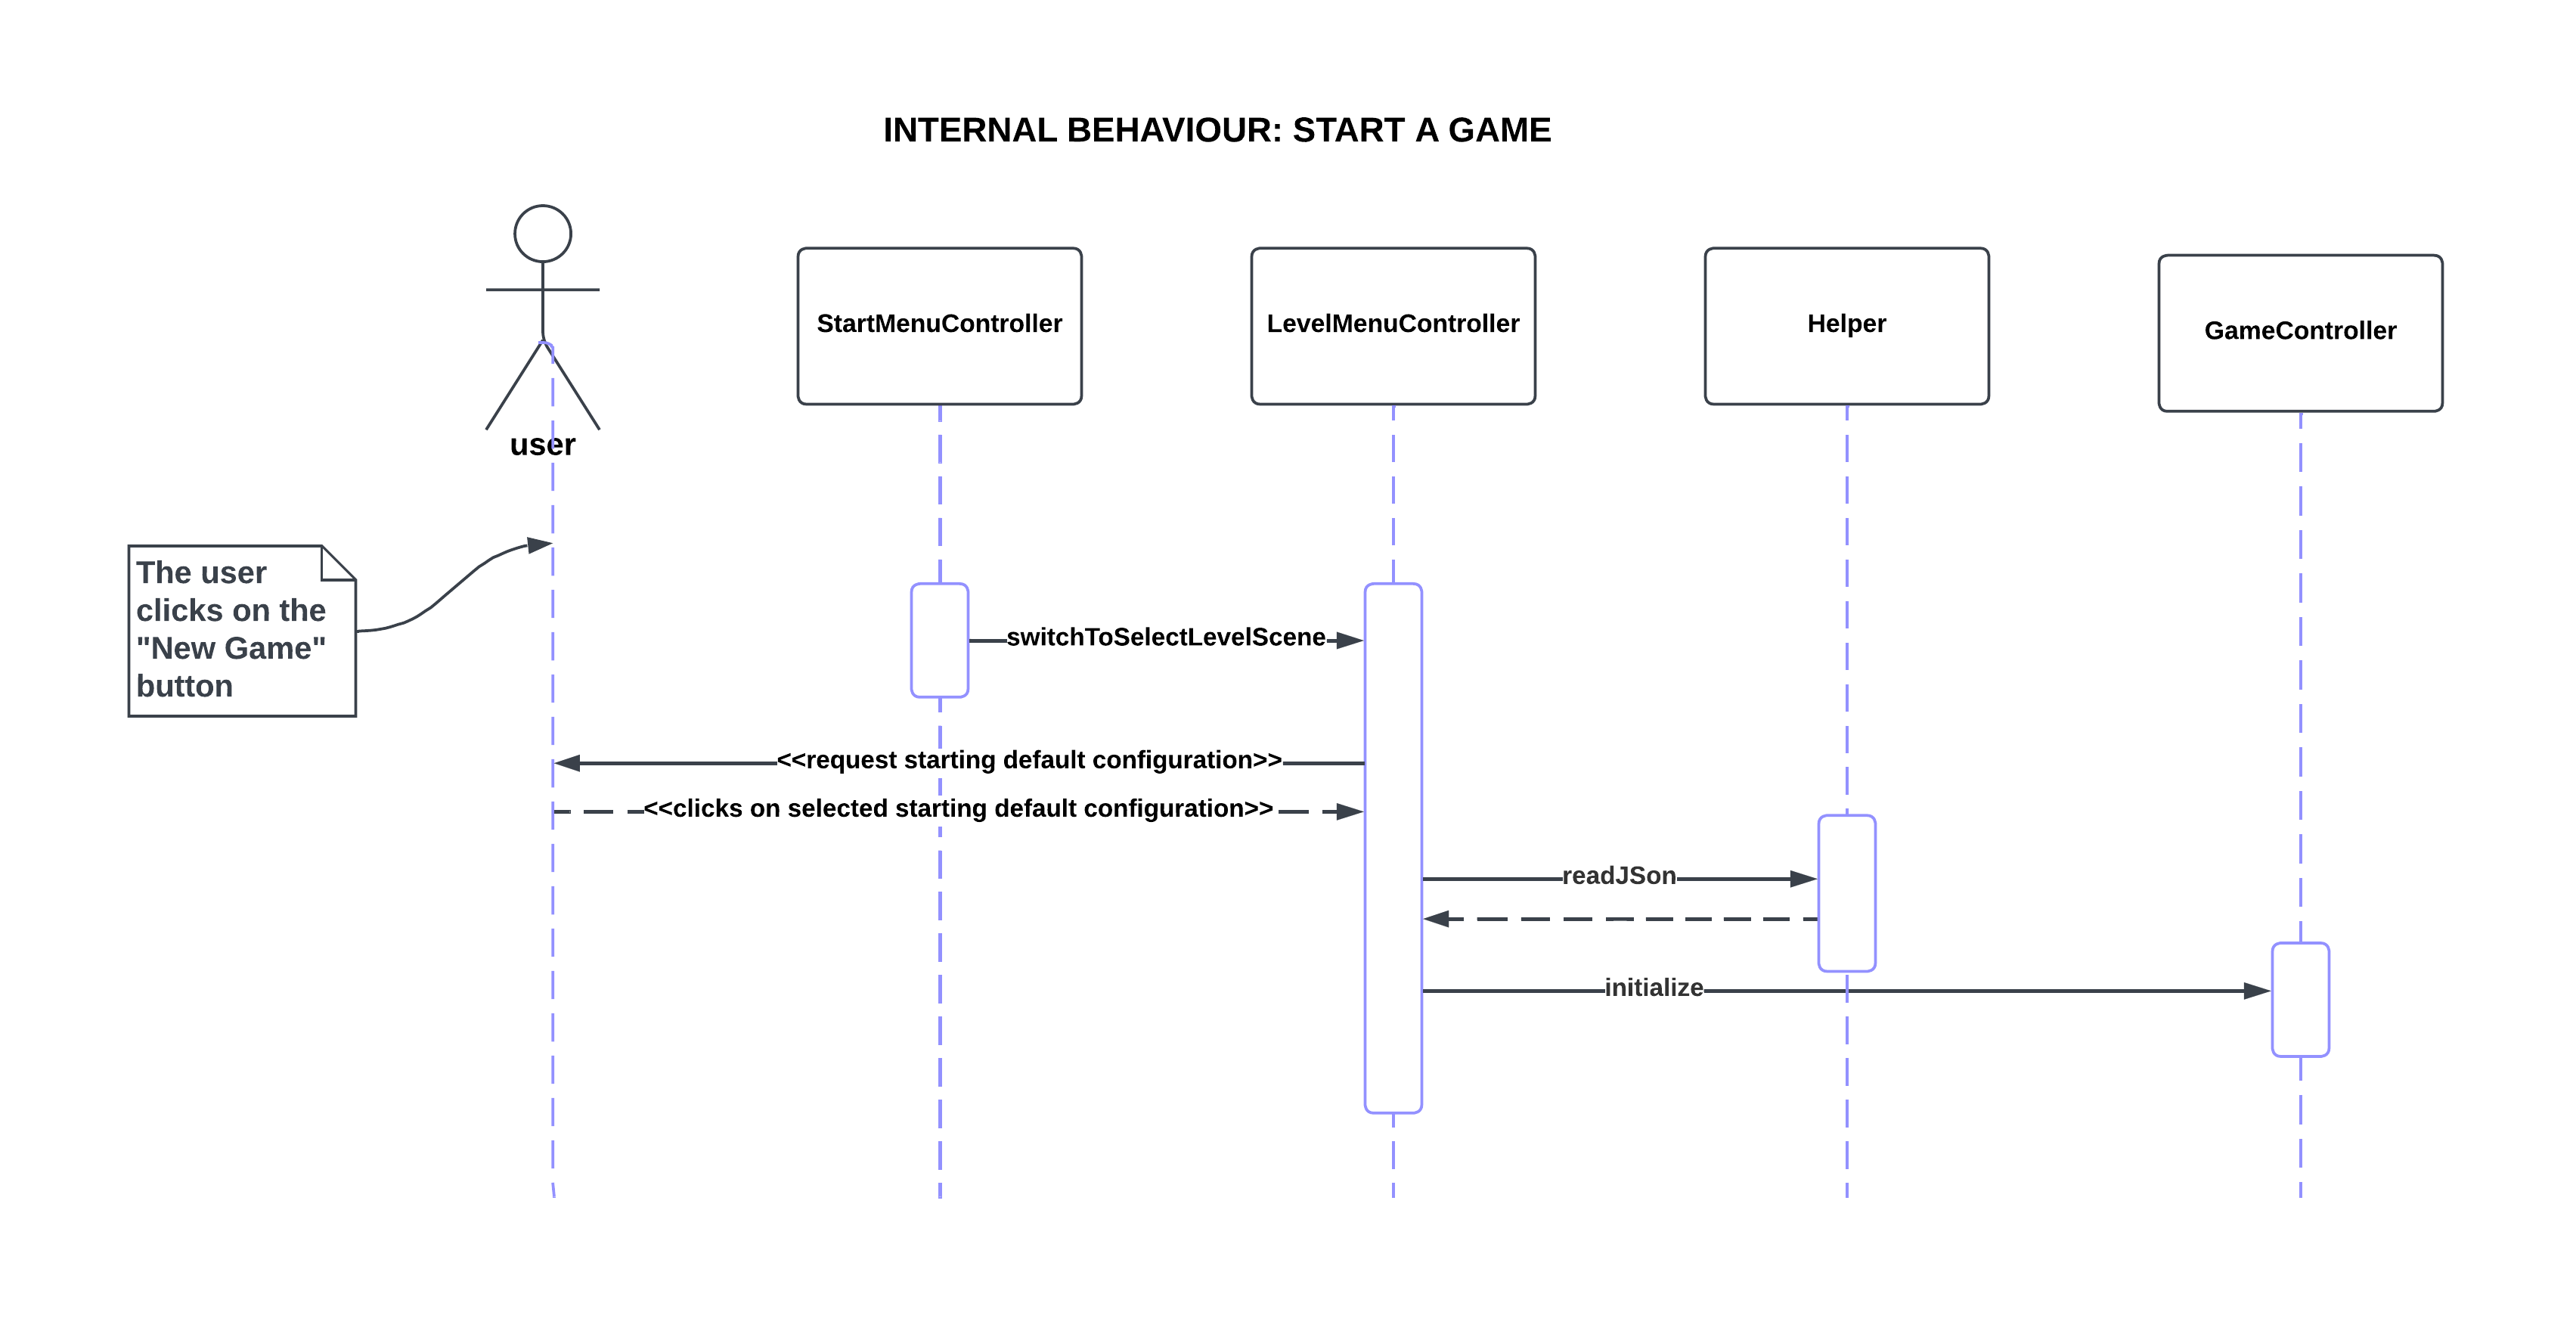 INTERNAL BEHAVIOUR: START A GAME
user
StartMenuController
LevelMenuController
Helper
GameController
The user
clicks on the
"New Game"
button
switchToSelectLevelScene
<<request starting default configuration>>
<<clicks on selected starting default configuration>>
readJSon
initialize